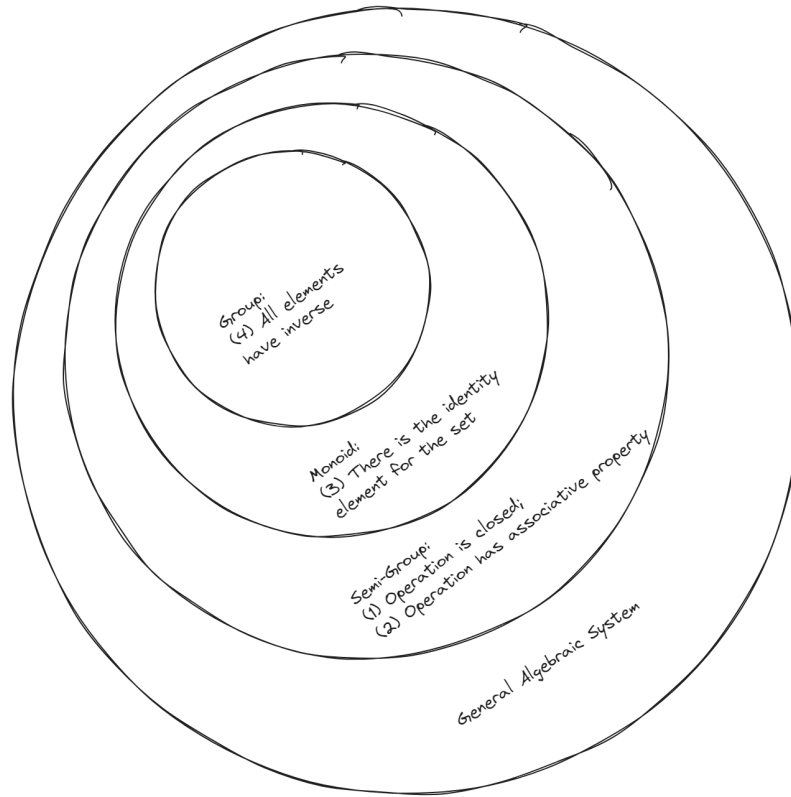 Group:
(4) All elements
have inverse
Monoid:
(3) There is the identity
element for the set
Semi-Group:
(1) Operation is closed;
(2) Operation has associative property
General Algebraic System